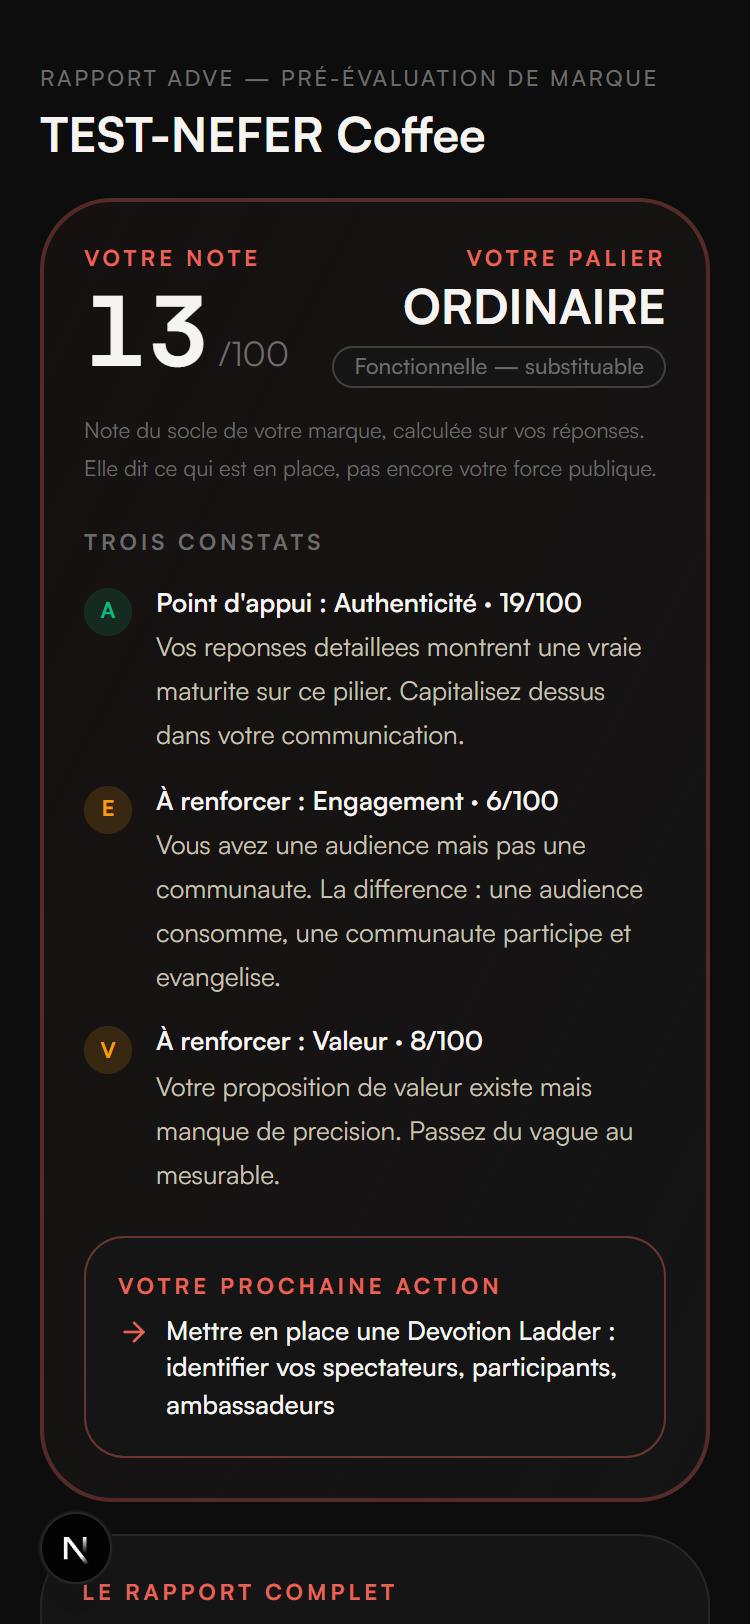 RAPPORT ADVE — PRÉ-ÉVALUATION DE MARQUE
TEST-NEFER Coffee
VOTRE NOTE
13 /100
VOTRE PALIER
ORDINAIRE
Fonctionnelle — substituable
Note du socle de votre marque, calculée sur vos réponses.
Elle dit ce qui est en place, pas encore votre force publique.
TROIS CONSTATS
A
Point d'appui : Authenticité · 19/100
Vos reponses detaillees montrent une vraie
maturite sur ce pilier. Capitalisez dessus
dans votre communication.
E
À renforcer : Engagement · 6/100
Vous avez une audience mais pas une
communaute. La difference : une audience
consomme, une communaute participe et
evangelise.
V
À renforcer : Valeur · 8/100
Votre proposition de valeur existe mais
manque de precision. Passez du vague au
mesurable.
VOTRE PROCHAINE ACTION
→ Mettre en place une Devotion Ladder :
identifier vos spectateurs, participants,
ambassadeurs
N
LE RAPPORT COMPLET